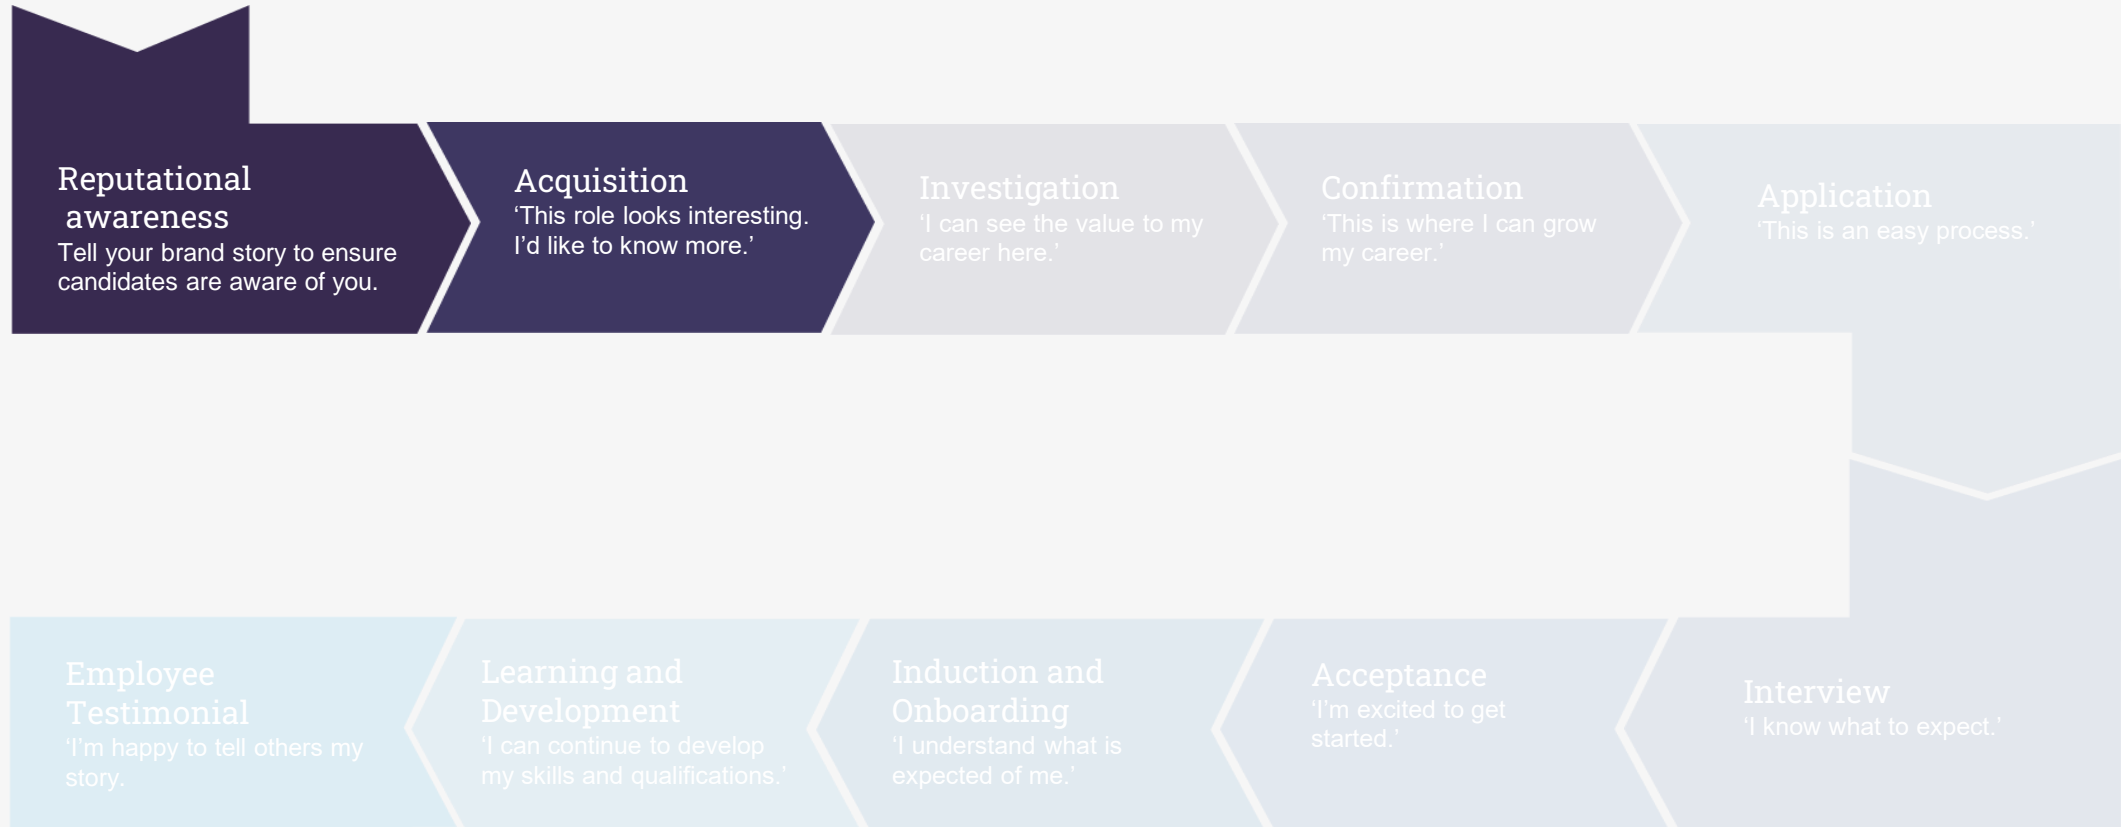 Reputational
awareness
Tell your brand story to ensure
candidates are aware of you.
Acquisition
‘This role looks interesting.
I’d like to know more.’
Investigation
‘I can see the value to my
career here.’
Confirmation
‘This is where I can grow
my career.’
Application
‘This is an easy process.’
Interview
‘I know what to expect.’
Acceptance
‘I’m excited to get
started.’
Induction and
Onboarding
‘I understand what is
expected of me.’
Learning and
Development
‘I can continue to develop
my skills and qualifications.’
Employee
Testimonial
‘I’m happy to tell others my
story.